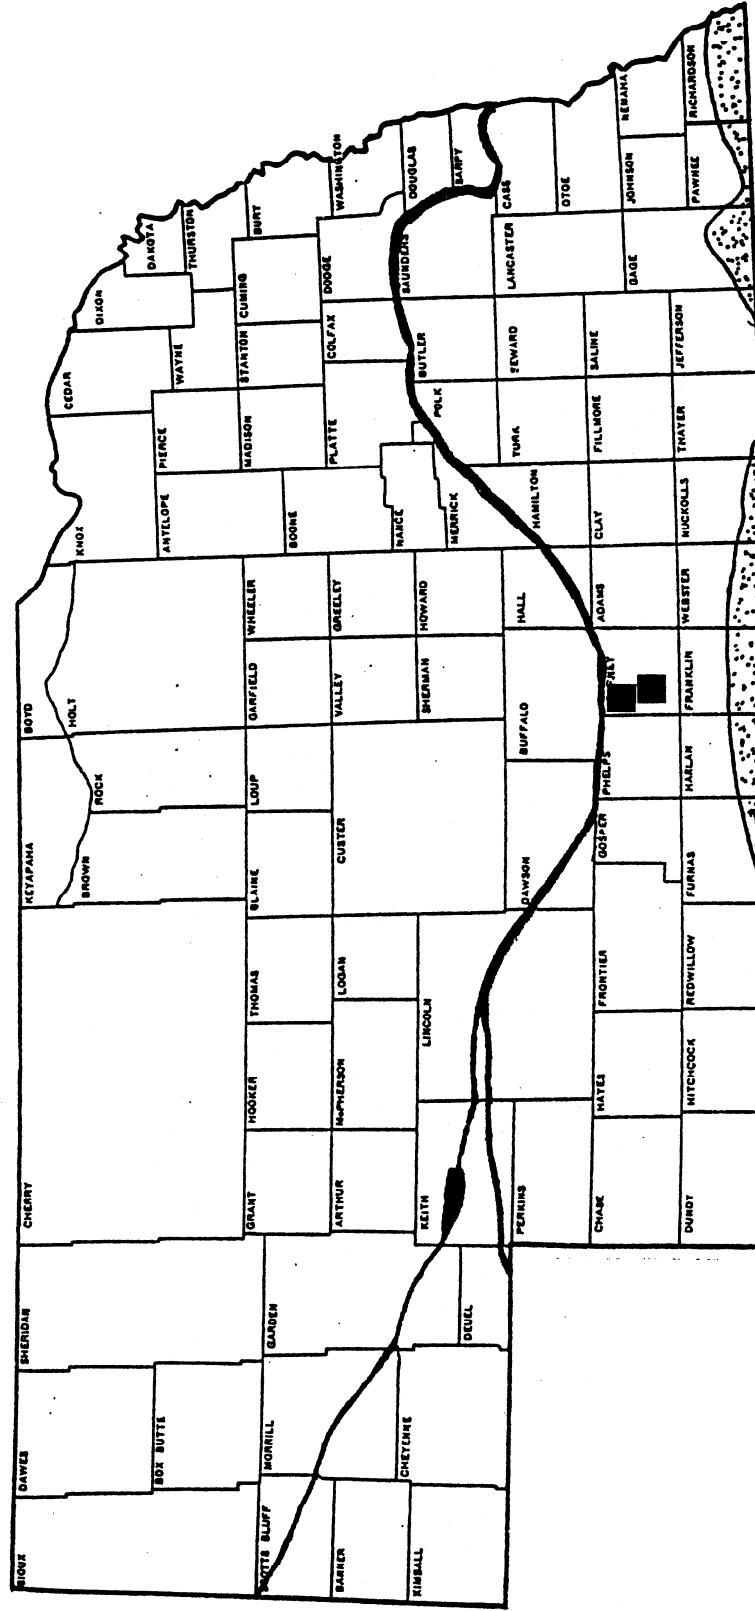 SIOUX
DAWES
SHERIDAN
CHERRY
KEYAPAHA
BOYD
BROWN
ROCK
HOLT
KNOX
CEDAR
DIXON
DAKOTA
BOX BUTTE
ANTELOPE
PIERCE
WAYNE
THURSTON
SCOTTS BLUFF
MORRILL
GARDEN
GRANT
HOOKER
THOMAS
BLAINE
LOUP
GARFIELD
WHEELER
BOONE
MADISON
STANTON
CUMING
BURT
BANNER
ARTHUR
McPHERSON
LOGAN
CUSTER
VALLEY
GREELEY
NANCE
PLATTE
COLFAX
DODGE
WASHINGTON
KIMBALL
CHEYENNE
DEUEL
KEITH
LINCOLN
SHERMAN
HOWARD
MERRICK
POLK
BUTLER
SAUNDERS
DOUGLAS
SARPY
PERKINS
DAWSON
BUFFALO
HALL
HAMILTON
SEWARD
LANCASTER
CASS
OTOE
CHASE
HAYES
FRONTIER
GOSPER
PHELPS
ADAMS
CLAY
FILLMORE
SALINE
GAGE
JOHNSON
NEMAHA
DUNDY
HITCHCOCK
REDWILLOW
FURNAS
HARLAN
FRANKLIN
WEBSTER
NUCKOLLS
THAYER
JEFFERSON
PAWNEE
RICHARDSON